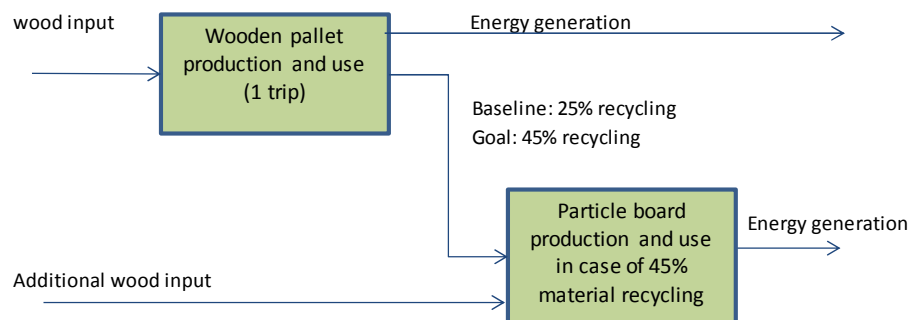 wood input
Wooden pallet
production and use
(1 trip)
Energy generation
Baseline: 25% recycling
Goal: 45% recycling
Additional wood input
Particle board
production and use
in case of 45%
material recycling
Energy generation